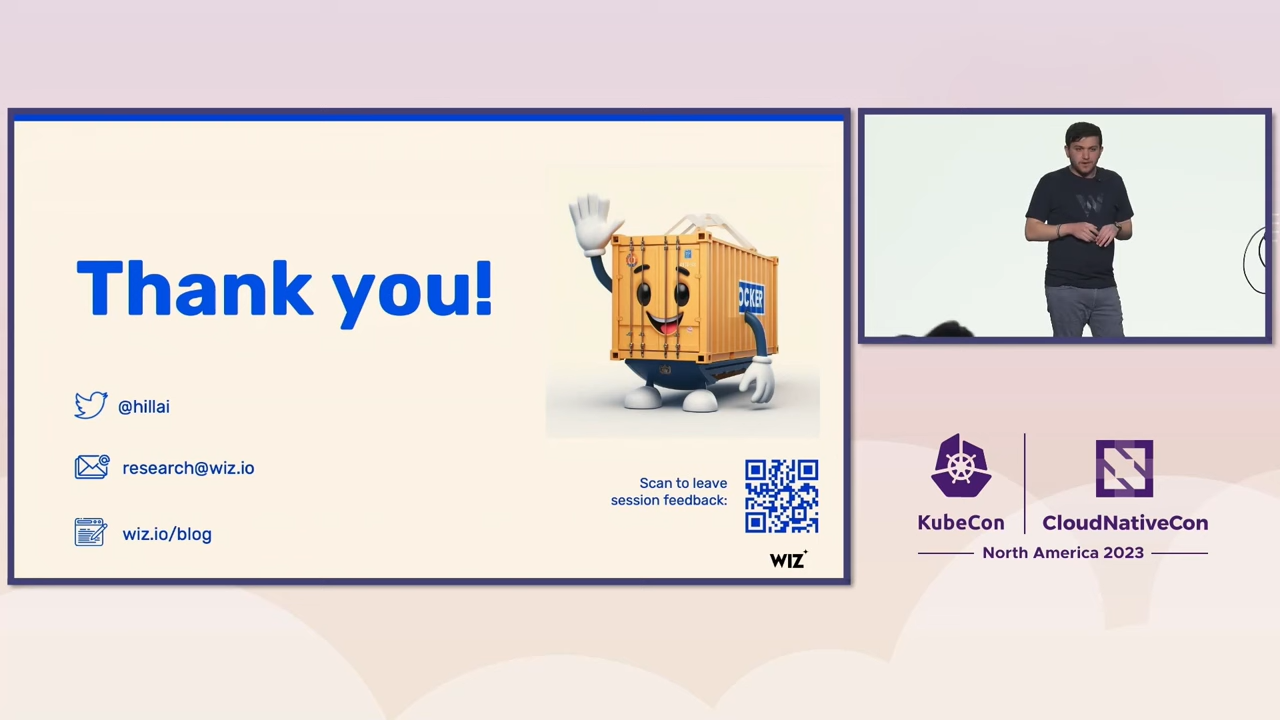 Thank you!
@hillai
research@wiz.io
wiz.io/blog
OCKER
Scan to leave
session feedback:
WIZ
KubeCon
CloudNativeCon
North America 2023